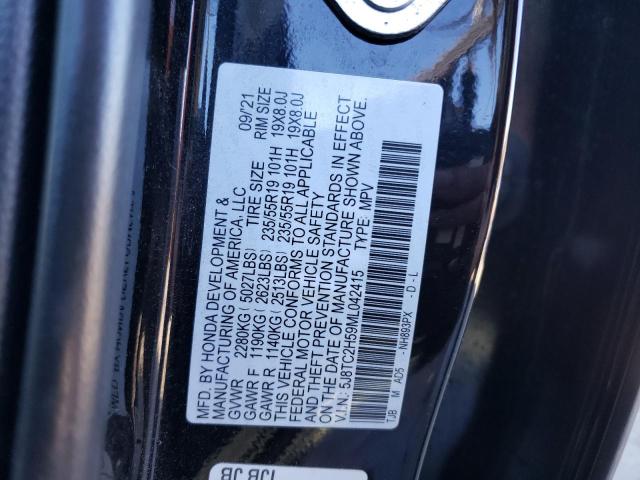 MFD. BY HONDA DEVELOPMENT &
MANUFACTURING OF AMERICA, LLC 09/'21
GVWR 2280KG ( 5027LBS) TIRE SIZE RIM SIZE
GAWR F 1190KG ( 2623LBS) 235/55R19 101H 19X8.0J
GAWR R 1140KG ( 2513LBS) 235/55R19 101H 19X8.0J
THIS VEHICLE CONFORMS TO ALL APPLICABLE
FEDERAL MOTOR VEHICLE SAFETY
AND THEFT PREVENTION STANDARDS IN EFFECT
ON THE DATE OF MANUFACTURE SHOWN ABOVE.
V.I.N.: 5J8TC2H59ML042415 TYPE: MPV
TJB M AD5 - NH893PX - D - L
TJB